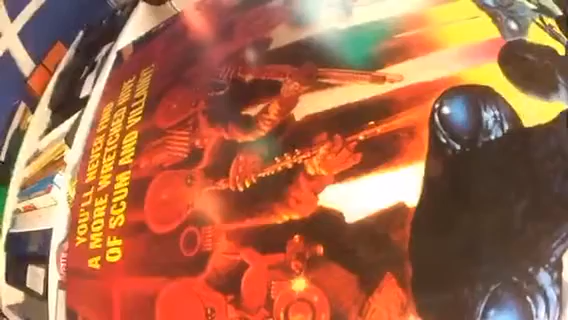 YOU'LL NEVER FIND
A MORE WRETCHED HIVE
OF SCUM AND VILLAINY!